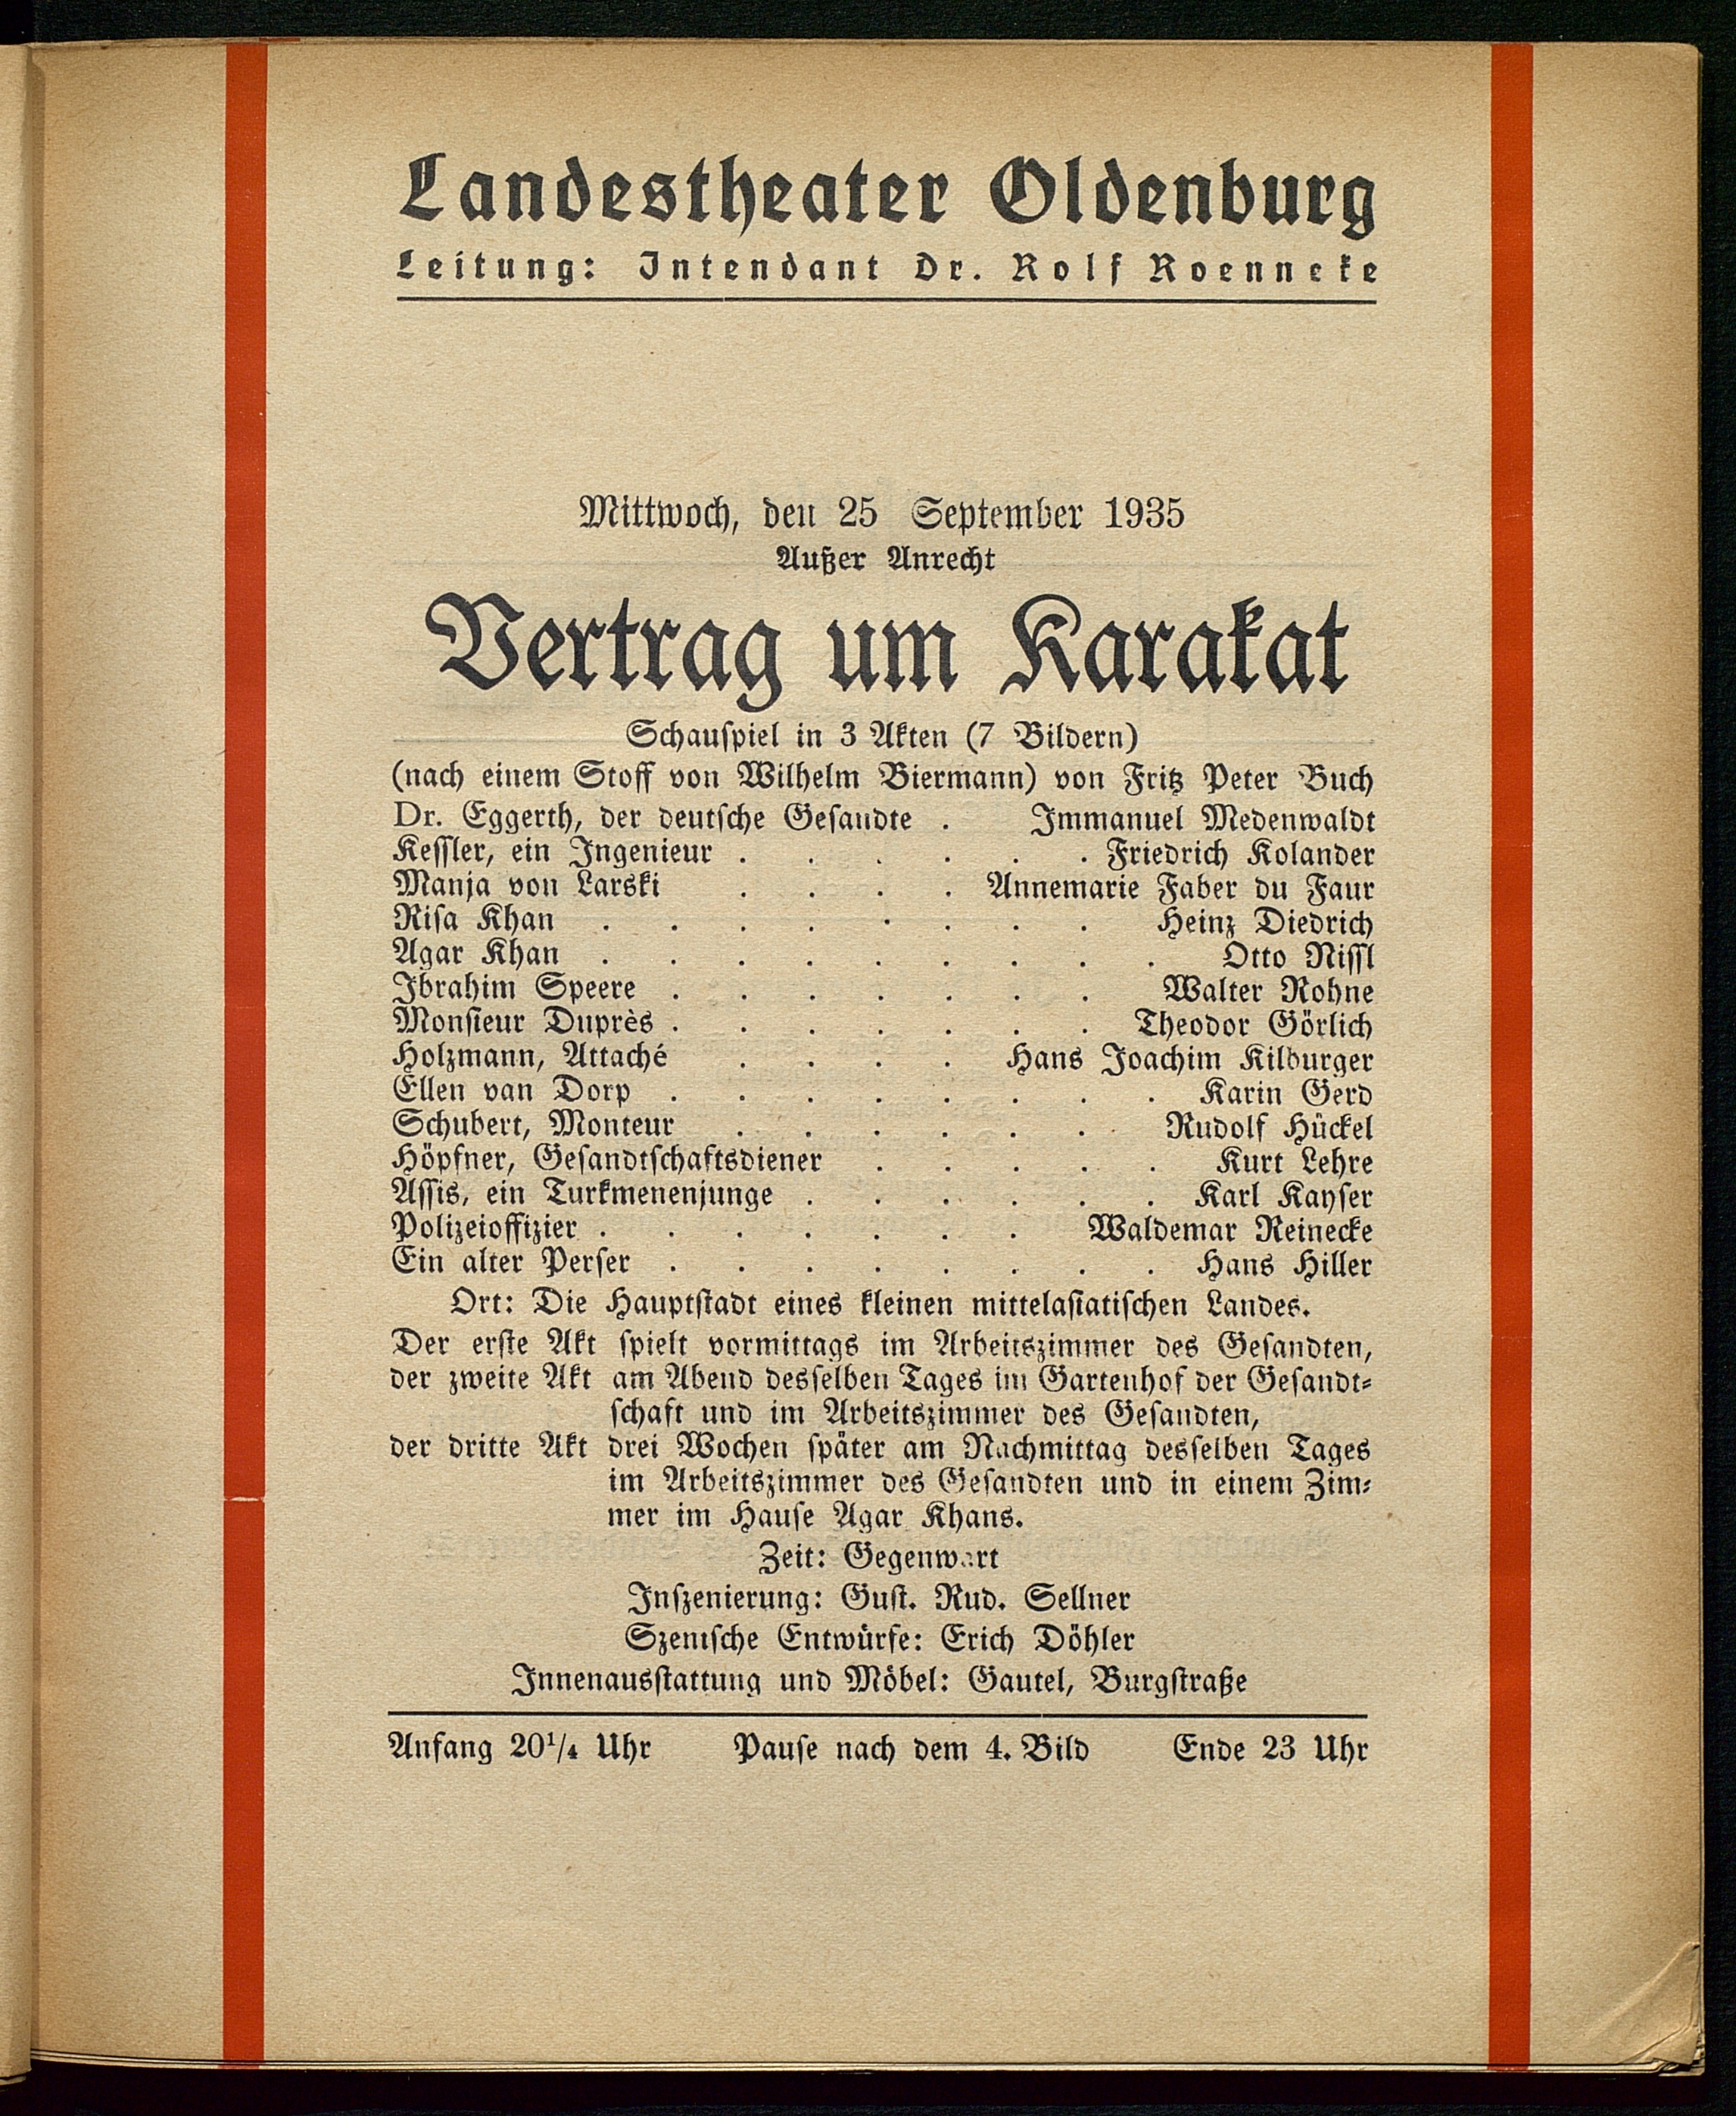 Landestheater Oldenburg
Leitung: Intendant Dr. Rolf Roenneke
Mittwoch, den 25 September 1935
Außer Anrecht
Vertrag um Karakat
Schauspiel in 3 Akten (7 Bildern)
(nach einem Stoff von Wilhelm Biermann) von Fritz Peter Buch
Dr. Eggerth, der deutsche Gesandte . Immanuel Medenwaldt
Kessler, ein Ingenieur . . . . . . Friedrich Kolander
Manja von Larski . . . . Annemarie Faber du Faur
Risa Khan . . . . . . . . Heinz Diedrich
Agar Khan . . . . . . . . . Otto Nissl
Ibrahim Speere . . . . . . . Walter Rohne
Monsieur Duprès . . . . . . . Theodor Görlich
Holzmann, Attaché . . . . Hans Joachim Kilburger
Ellen van Dorp . . . . . . . . Karin Gerd
Schubert, Monteur . . . . . . Rudolf Hückel
Höpfner, Gesandtschaftsdiener . . . . . Kurt Lehre
Assis, ein Turkmenenjunge . . . . . . Karl Kayser
Polizeioffizier . . . . . . . Waldemar Reinecke
Ein alter Perser . . . . . . . . Hans Hiller
Ort: Die Hauptstadt eines kleinen mittelasiatischen Landes.
Der erste Akt spielt vormittags im Arbeitszimmer des Gesandten,
der zweite Akt am Abend desselben Tages im Gartenhof der Gesandt-
schaft und im Arbeitszimmer des Gesandten,
der dritte Akt drei Wochen später am Nachmittag desselben Tages
im Arbeitszimmer des Gesandten und in einem Zim-
mer im Hause Agar Khans.
Zeit: Gegenwart
Inszenierung: Gust. Rud. Sellner
Szenische Entwürfe: Erich Döhler
Innenausstattung und Möbel: Gautel, Burgstraße
Anfang 20¹/₄ Uhr Pause nach dem 4. Bild Ende 23 Uhr